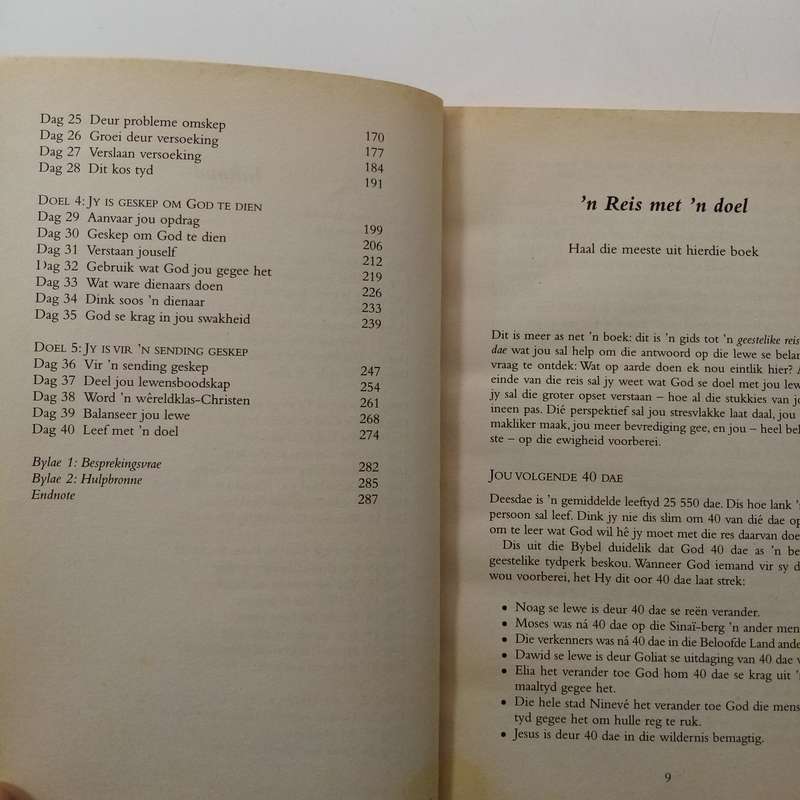 Dag 25 Deur probleme omskep 170
Dag 26 Groei deur versoeking 177
Dag 27 Verslaan versoeking 184
Dag 28 Dit kos tyd 191
DOEL 4: JY IS GESKEP OM GOD TE DIEN
Dag 29 Aanvaar jou opdrag 199
Dag 30 Geskep om God te dien 206
Dag 31 Verstaan jouself 212
Dag 32 Gebruik wat God jou gegee het 219
Dag 33 Wat ware dienaars doen 226
Dag 34 Dink soos 'n dienaar 233
Dag 35 God se krag in jou swakheid 239
DOEL 5: JY IS VIR 'N SENDING GESKEP
Dag 36 Vir 'n sending geskep 247
Dag 37 Deel jou lewensboodskap 254
Dag 38 Word 'n wêreldklas-Christen 261
Dag 39 Balanseer jou lewe 268
Dag 40 Leef met 'n doel 274
Bylae 1: Besprekingsvrae 282
Bylae 2: Hulpbronne 285
Endnote 287
'n Reis met 'n doel
Haal die meeste uit hierdie boek
Dit is meer as net 'n boek: dit is 'n gids tot 'n geestelike reis
dae wat jou sal help om die antwoord op die lewe se
vraag te ontdek: Wat op aarde doen ek nou eintlik hier?
einde van die reis sal jy weet wat God se doel met jou
jy sal die groter opset verstaan – hoe al die stukkies van
ineen pas. Dié perspektief sal jou stresvlakke laat daal, jou
makliker maak, jou meer bevrediging gee, en jou – heel
ste – op die ewigheid voorberei.
JOU VOLGENDE 40 DAE
Deesdae is 'n gemiddelde leeftyd 25 550 dae. Dis hoe lank
persoon sal leef. Dink jy nie dis slim om 40 van dié dae
om te leer wat God wil hê jy moet met die res daarvan
Dis uit die Bybel duidelik dat God 40 dae as 'n
geestelike tydperk beskou. Wanneer God iemand vir sy
wou voorberei, het Hy dit oor 40 dae laat strek:
• Noag se lewe is deur 40 dae se reën verander.
• Moses was ná 40 dae op die Sinaï-berg 'n ander
• Die verkenners was ná 40 dae in die Beloofde Land
• Dawid se lewe is deur Goliat se uitdaging van 40 dae
• Elia het verander toe God hom 40 dae se krag uit
maaltyd gegee het.
• Die hele stad Ninevé het verander toe God die
tyd gegee het om hulle reg te ruk.
• Jesus is deur 40 dae in die wildernis bemagtig.
9